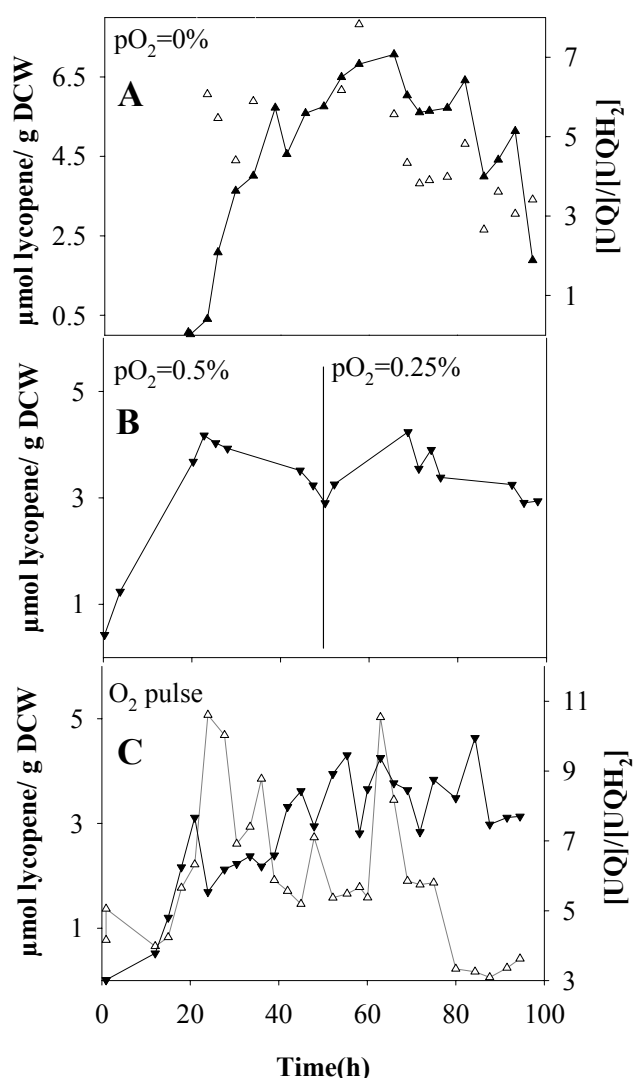 pO2=0%
A
6.5
4.5
2.5
0.5
µmol lycopene/ g DCW
7
5
3
1
[UQ]/[UQH2]
pO2=0.5%
pO2=0.25%
B
5
3
1
µmol lycopene/ g DCW
O2 pulse
C
5
3
1
µmol lycopene/ g DCW
11
9
7
5
3
[UQ]/[UQH2]
0 20 40 60 80 100
Time(h)